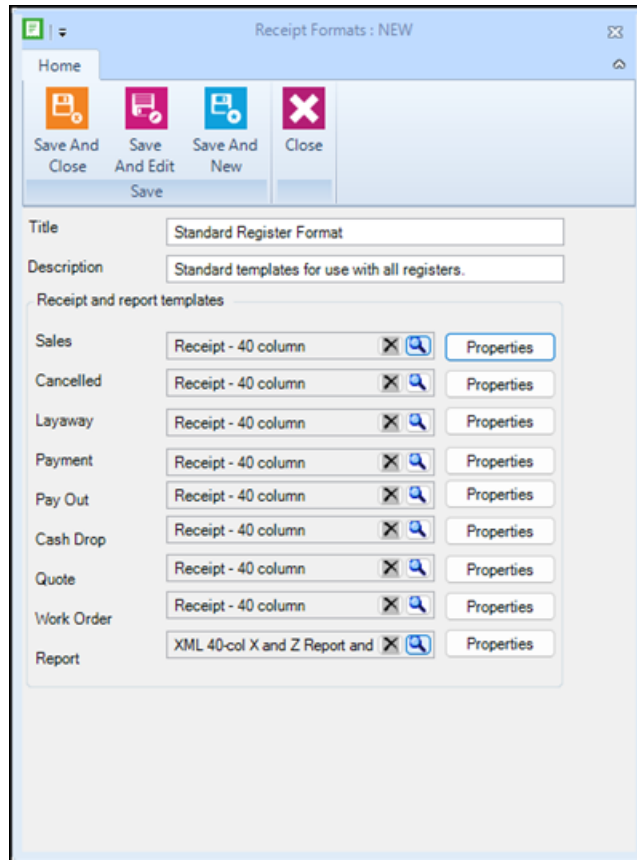 Receipt Formats : NEW
Home
Save And Close
Save And Edit
Save And New
Close
Save
Title
Standard Register Format
Description
Standard templates for use with all registers.
Receipt and report templates
Sales
Receipt - 40 column
Properties
Cancelled
Receipt - 40 column
Properties
Layaway
Receipt - 40 column
Properties
Payment
Receipt - 40 column
Properties
Pay Out
Receipt - 40 column
Properties
Cash Drop
Receipt - 40 column
Properties
Quote
Receipt - 40 column
Properties
Work Order
Receipt - 40 column
Properties
Report
XML 40-col X and Z Report and
Properties